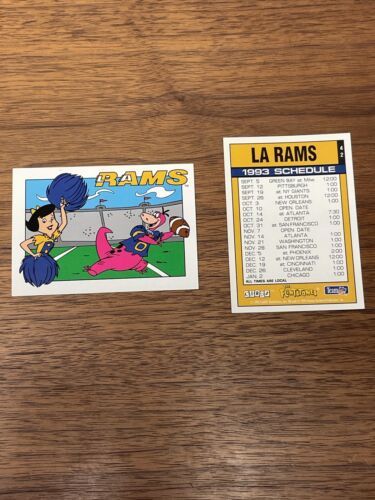 RAMS
LA RAMS
42
1993 SCHEDULE
SEPT. 5 GREEN BAY at Milw. 12:00
SEPT. 12 PITTSBURGH 1:00
SEPT. 19 at NY GIANTS 1:00
SEPT. 26 at HOUSTON 12:00
OCT. 3 NEW ORLEANS 1:00
OCT. 10 OPEN DATE
OCT. 14 at ATLANTA 7:30
OCT. 24 DETROIT 1:00
OCT. 31 at SAN FRANCISCO 1:00
NOV. 7 OPEN DATE
NOV. 14 ATLANTA 1:00
NOV. 21 WASHINGTON 1:00
NOV. 28 SAN FRANCISCO 1:00
DEC. 5 at PHOENIX 2:00
DEC. 12 at NEW ORLEANS 12:00
DEC. 19 at CINCINNATI 1:00
DEC. 26 CLEVELAND 1:00
JAN. 2 CHICAGO 1:00
ALL TIMES ARE LOCAL
THE FLINTSTONES
Team NFL